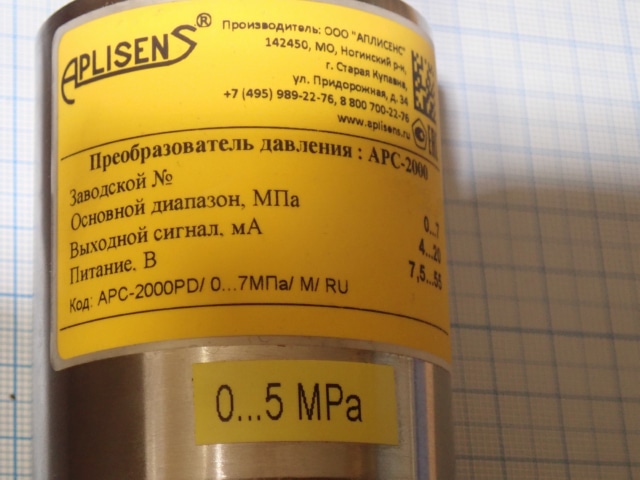 APLISENS®
Производитель: ООО "АПЛИСЕНС"
142450, МО, Ногинский р-н,
г. Старая Купавна,
ул. Придорожная, д. 34
+7 (495) 989-22-76, 8 800 700-22-76
www.aplisens.ru
Преобразователь давления : APC-2000
Заводской №
Основной диапазон, МПа 0...7
Выходной сигнал, мА 4...20
Питание, В 7,5...55
Код: APC-2000PD/ 0...7МПа/ M/ RU
0...5 MPa